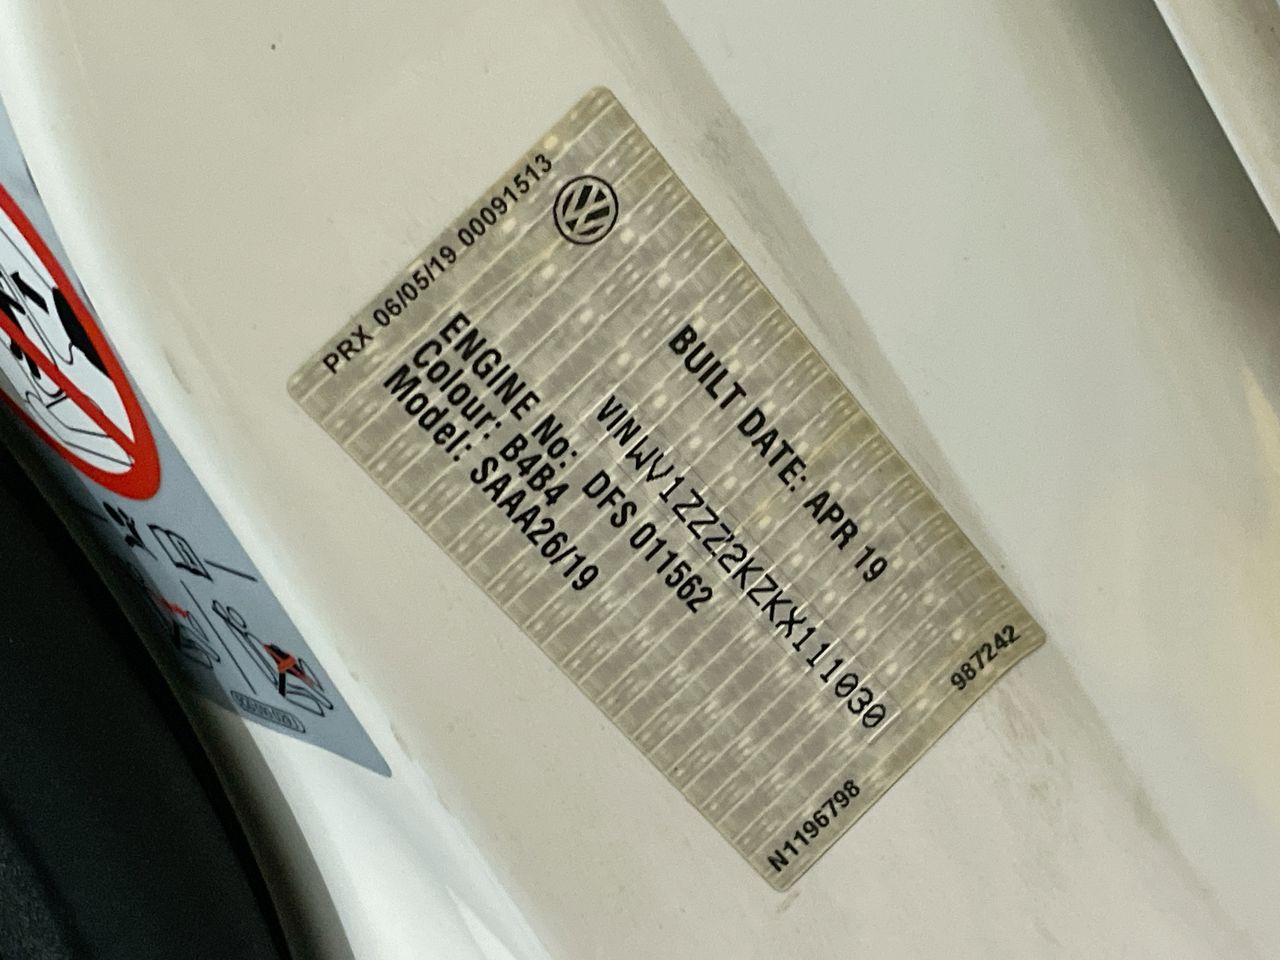 PRX 06/05/19 00091513
BUILT DATE: APR 19
VIN WV1ZZZ2KZKX111030
ENGINE No: DFS 011562
Colour: B4B4
Model: SAAA26/19
987242
N1196798